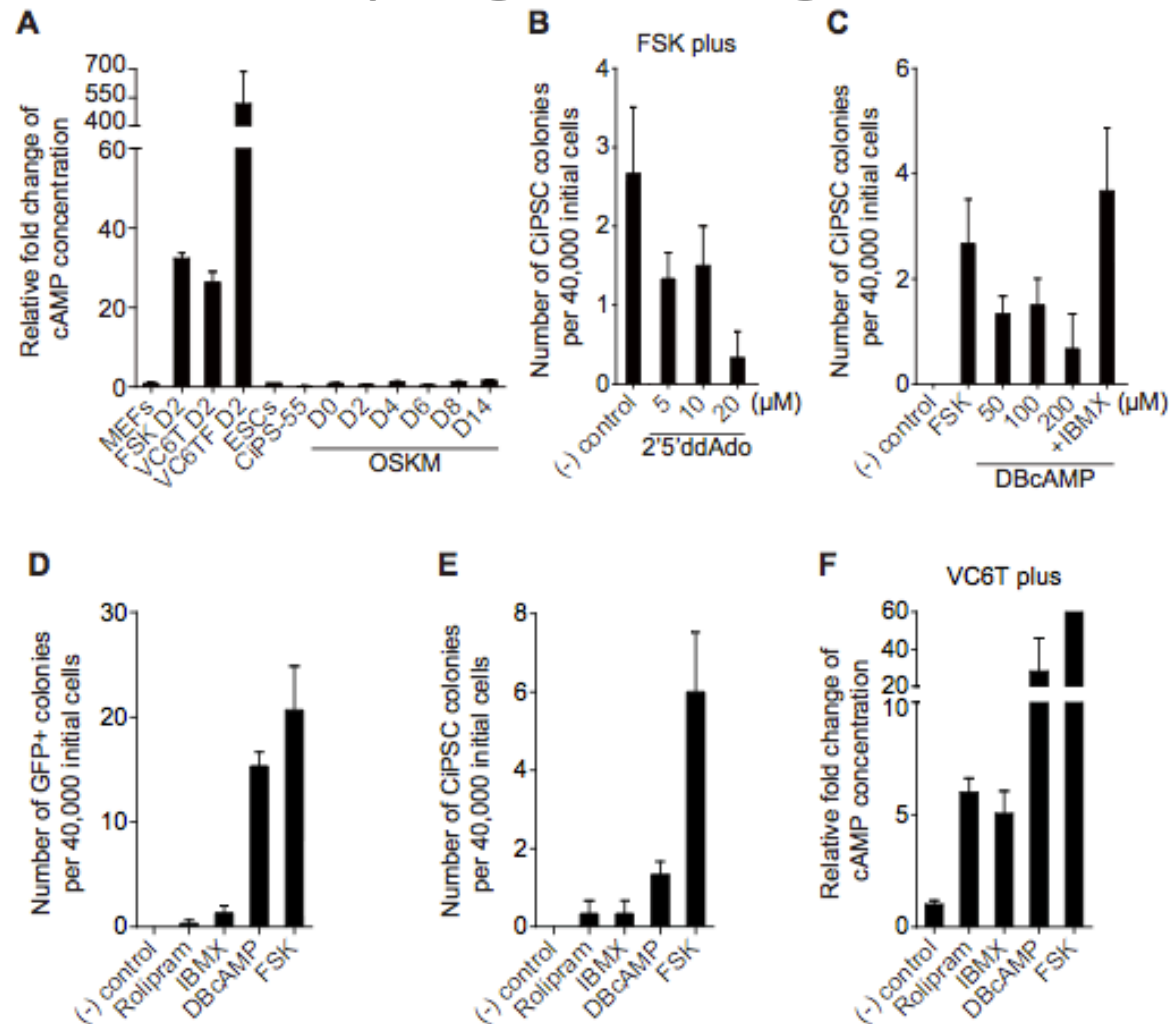 A
Relative fold change of
cAMP concentration
700
550
400
60
40
20
0
MEFs
FSK D2
VC6T D2
VC6TF D2
ESCs
CiPS-55
D0
D2
D4
D6
D8
D14
OSKM
B
FSK plus
Number of CiPSC colonies
per 40,000 initial cells
4
3
2
1
0
(-) control
5
10
20
(µM)
2'5'ddAdo
C
Number of CiPSC colonies
per 40,000 initial cells
6
4
2
0
(-) control
FSK
50
100
200
+IBMX
(µM)
DBcAMP
D
Number of GFP+ colonies
per 40,000 initial cells
30
20
10
0
(-) control
Rolipram
IBMX
DBcAMP
FSK
E
Number of CiPSC colonies
per 40,000 initial cells
8
6
4
2
0
(-) control
Rolipram
IBMX
DBcAMP
FSK
F
VC6T plus
Relative fold change of
cAMP concentration
60
40
20
10
5
0
(-) control
Rolipram
IBMX
DBcAMP
FSK